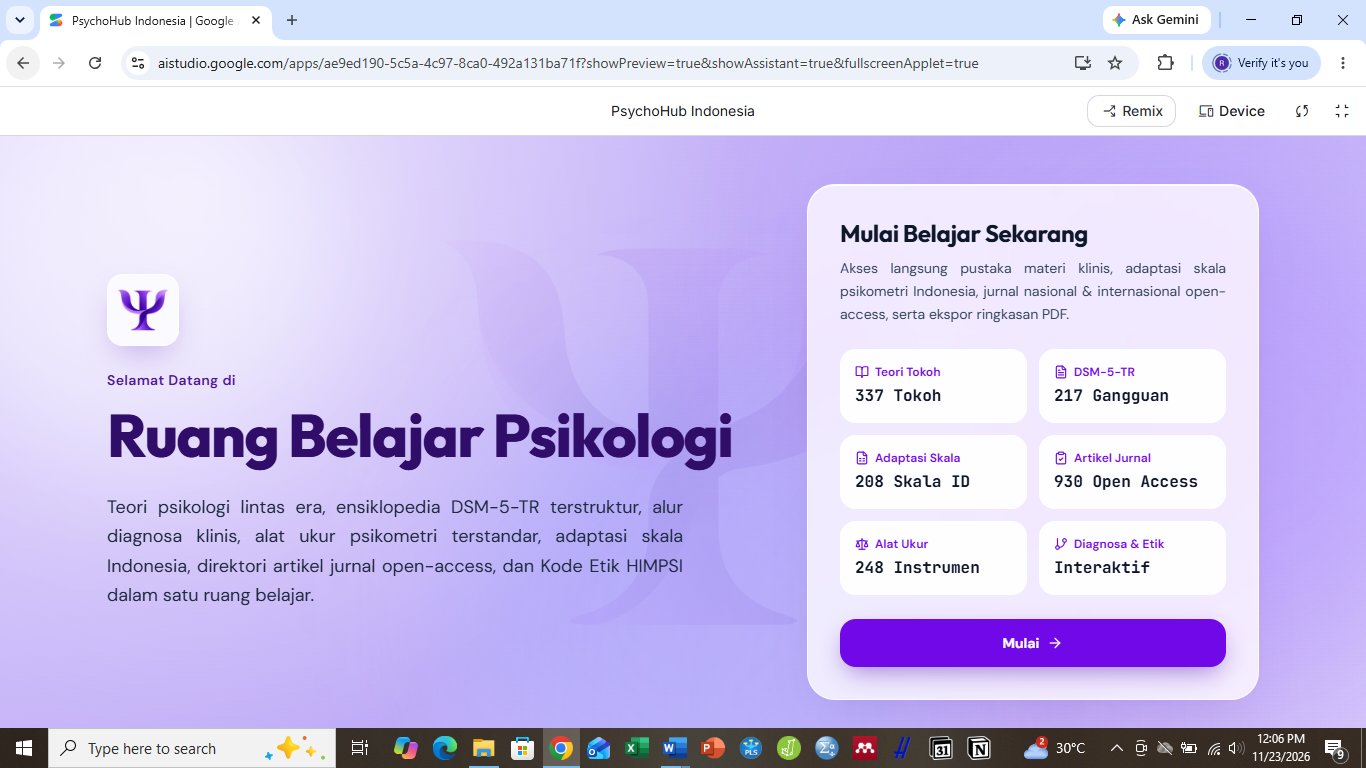 PsychoHub Indonesia | Google
Ask Gemini
aistudio.google.com/apps/ae9ed190-5c5a-4c97-8ca0-492a131ba71f?showPreview=true&showAssistant=true&fullscreenApplet=true
R
Verify it's you
PsychoHub Indonesia
Remix
Device
Selamat Datang di
Ruang Belajar Psikologi
Teori psikologi lintas era, ensiklopedia DSM-5-TR terstruktur, alur
diagnosa klinis, alat ukur psikometri terstandar, adaptasi skala
Indonesia, direktori artikel jurnal open-access, dan Kode Etik HIMPSI
dalam satu ruang belajar.
Mulai Belajar Sekarang
Akses langsung pustaka materi klinis, adaptasi skala
psikometri Indonesia, jurnal nasional & internasional open-
access, serta ekspor ringkasan PDF.
Teori Tokoh
337 Tokoh
DSM-5-TR
217 Gangguan
Adaptasi Skala
208 Skala ID
Artikel Jurnal
930 Open Access
Alat Ukur
248 Instrumen
Diagnosa & Etik
Interaktif
Mulai →
Type here to search
PLS
31
2
30°C
12:06 PM
11/23/2026
9